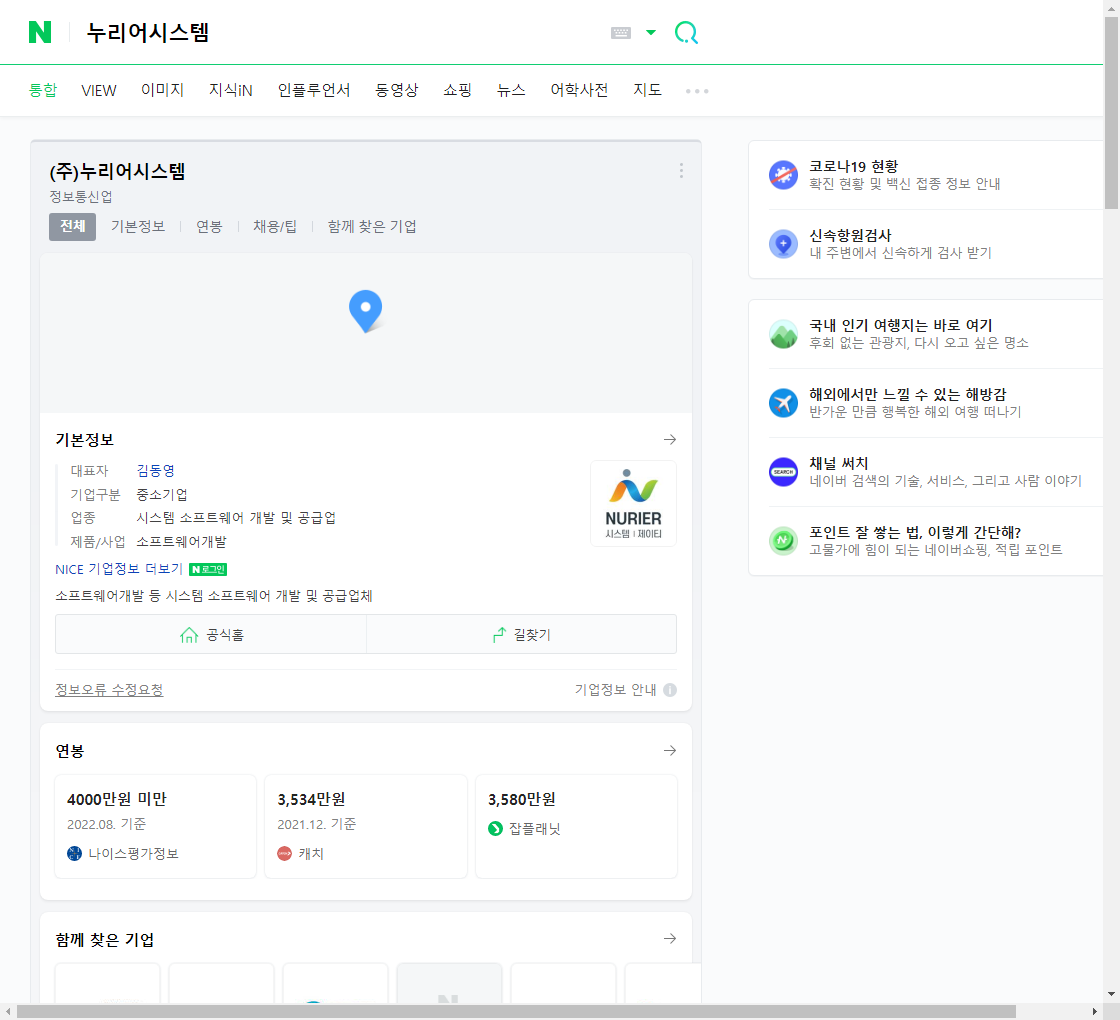 누리어시스템
통합 VIEW 이미지 지식iN 인플루언서 동영상 쇼핑 뉴스 어학사전 지도
(주)누리어시스템
정보통신업
전체 기본정보 연봉 채용/팁 함께 찾은 기업
기본정보
대표자 김동영
기업구분 중소기업
업종 시스템 소프트웨어 개발 및 공급업
제품/사업 소프트웨어개발
NURIER
시스템 | 제이티
NICE 기업정보 더보기 N 로그인
소프트웨어개발 등 시스템 소프트웨어 개발 및 공급업체
공식홈 길찾기
정보오류 수정요청 기업정보 안내
연봉
4000만원 미만
2022.08. 기준
나이스평가정보
3,534만원
2021.12. 기준
캐치
3,580만원
잡플래닛
함께 찾은 기업
코로나19 현황
확진 현황 및 백신 접종 정보 안내
신속항원검사
내 주변에서 신속하게 검사 받기
국내 인기 여행지는 바로 여기
후회 없는 관광지, 다시 오고 싶은 명소
해외에서만 느낄 수 있는 해방감
반가운 만큼 행복한 해외 여행 떠나기
SEARCH
채널 써치
네이버 검색의 기술, 서비스, 그리고 사람 이야기
포인트 잘 쌓는 법, 이렇게 간단해?
고물가에 힘이 되는 네이버쇼핑, 적립 포인트